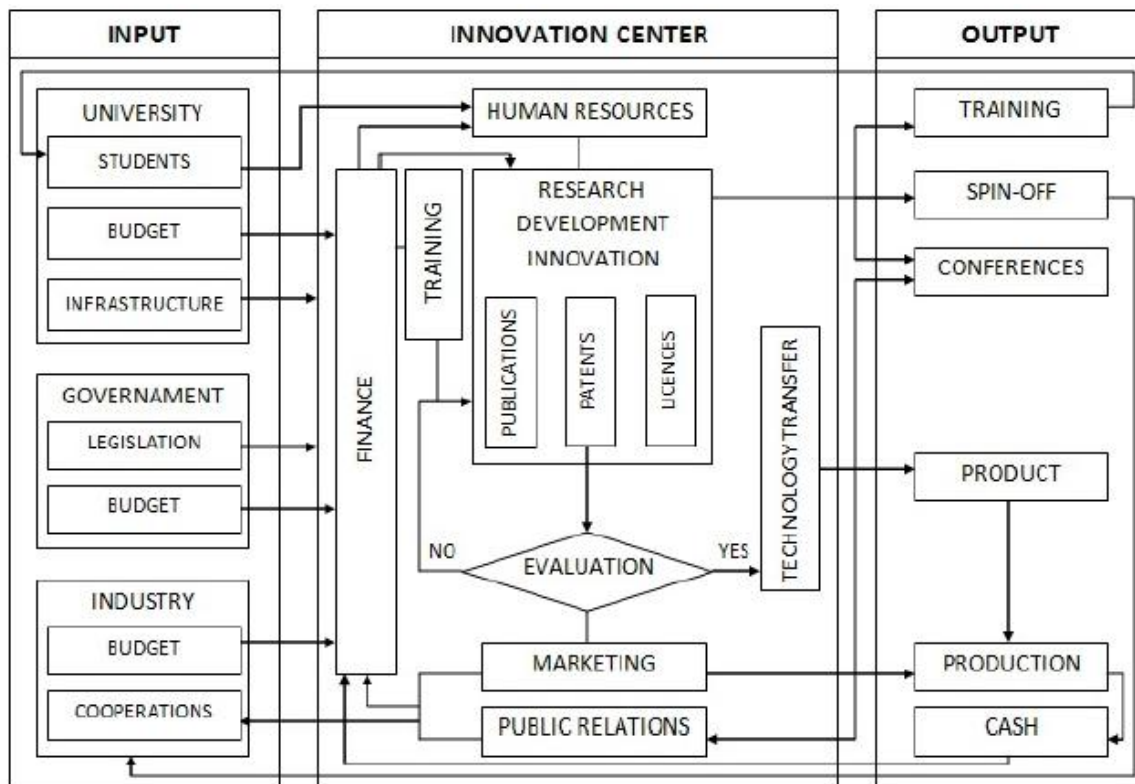 INPUT
INNOVATION CENTER
OUTPUT
UNIVERSITY
STUDENTS
BUDGET
INFRASTRUCTURE
GOVERNAMENT
LEGISLATION
BUDGET
INDUSTRY
BUDGET
COOPERATIONS
HUMAN RESOURCES
FINANCE
TRAINING
RESEARCH
DEVELOPMENT
INNOVATION
PUBLICATIONS
PATENTS
LICENCES
NO
EVALUATION
YES
TECHNOLOGY TRANSFER
MARKETING
PUBLIC RELATIONS
TRAINING
SPIN-OFF
CONFERENCES
PRODUCT
PRODUCTION
CASH